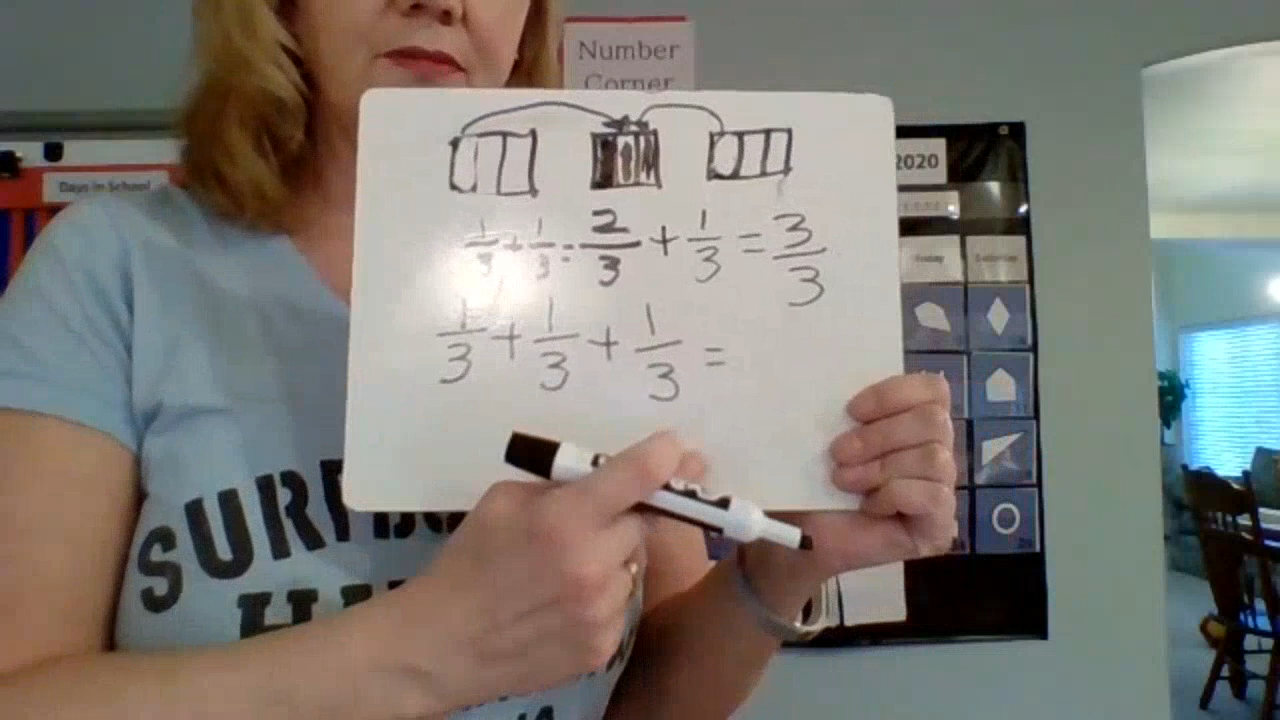 Number
Corner
Days in School
2020
1/3 + 1/3 = 2/3 + 1/3 = 3/3
1/3 + 1/3 + 1/3 =
SURF